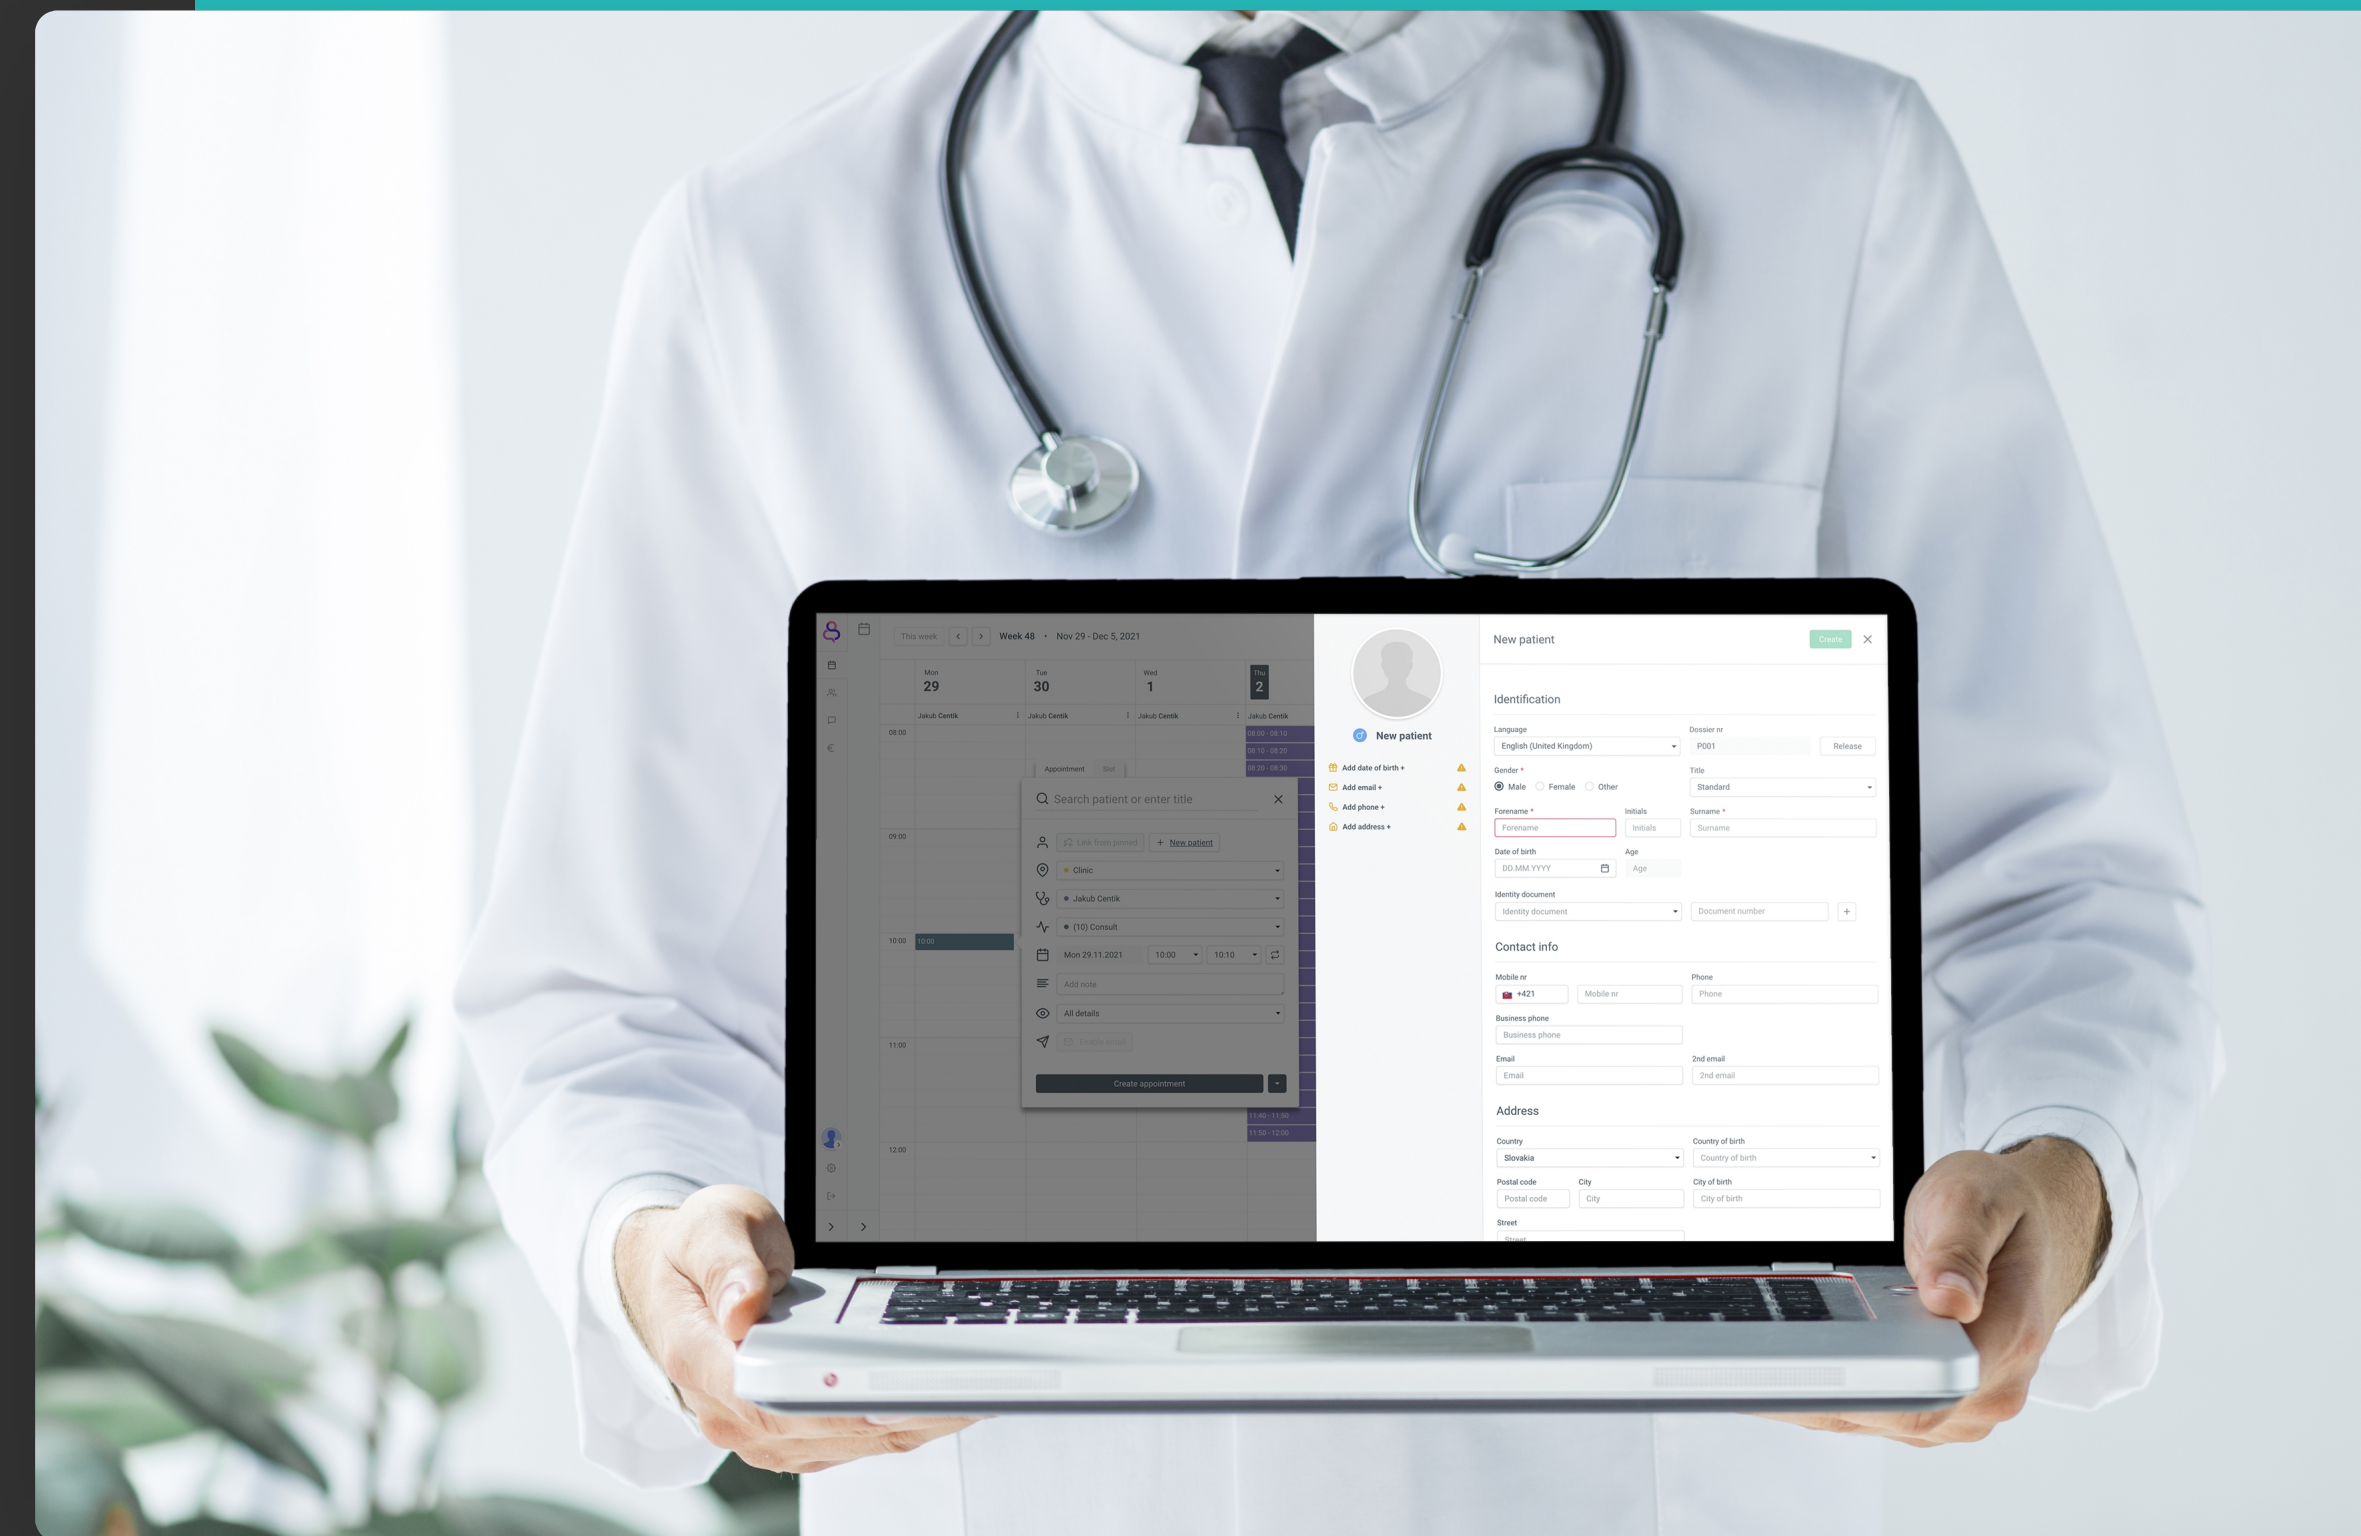 This week
Week 48 • Nov 29 - Dec 5, 2021
Mon
29
Tue
30
Wed
1
Thu
2
Jakub Centik
Jakub Centik
Jakub Centik
Jakub Centik
08:00
09:00
10:00
11:00
12:00
10:00
08:00 - 08:10
08:10 - 08:20
08:20 - 08:30
11:40 - 11:50
11:50 - 12:00
Appointment Slot
Search patient or enter title
Link from pinned + New patient
Clinic
Jakub Centik
(10) Consult
Mon 29.11.2021 10:00 10:10
Add note
All details
Create appointment
New patient
Add date of birth +
Add email +
Add phone +
Add address +
New patient Create
Identification
Language Dossier nr
English (United Kingdom) P001 Release
Gender * Title
Male Female Other Standard
Forename * Initials Surname *
Forename Initials Surname
Date of birth Age
DD.MM.YYYY Age
Identity document
Identity document Document number +
Contact info
Mobile nr Phone
+421 Mobile nr Phone
Business phone
Business phone
Email 2nd email
Email 2nd email
Address
Country Country of birth
Slovakia Country of birth
Postal code City City of birth
Postal code City City of birth
Street
Street